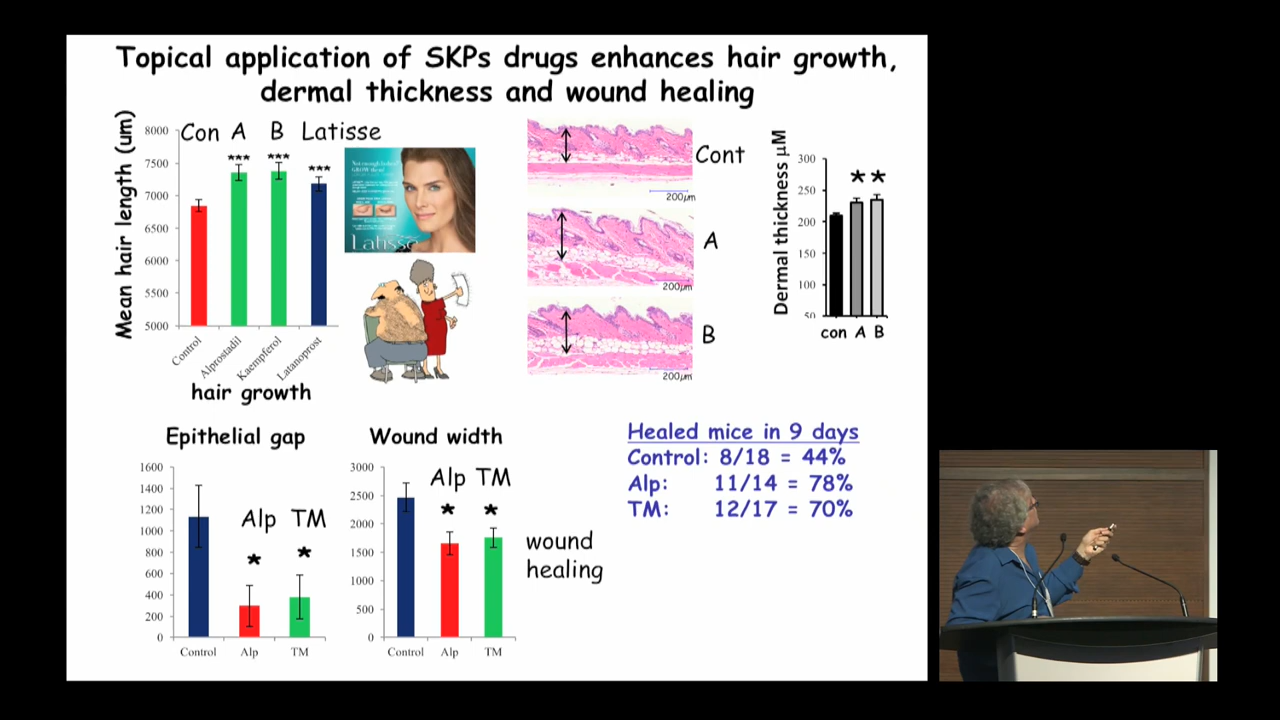 Topical application of SKPs drugs enhances hair growth,
dermal thickness and wound healing
Mean hair length (um)
8000
7500
7000
6500
6000
5500
5000
Con A B Latisse
***
***
***
Control
Alprostadil
Kaempferol
Latanoprost
hair growth
GROW
Latisse
Cont
200µm
A
200µm
B
200µm
Dermal thickness µM
300
250
200
150
100
50
* *
con A B
Epithelial gap
1600
1400
1200
1000
800
600
400
200
0
Alp TM
*
*
Control Alp TM
Wound width
3000
2500
2000
1500
1000
500
0
Alp TM
* *
Control Alp TM
wound
healing
Healed mice in 9 days
Control: 8/18 = 44%
Alp: 11/14 = 78%
TM: 12/17 = 70%